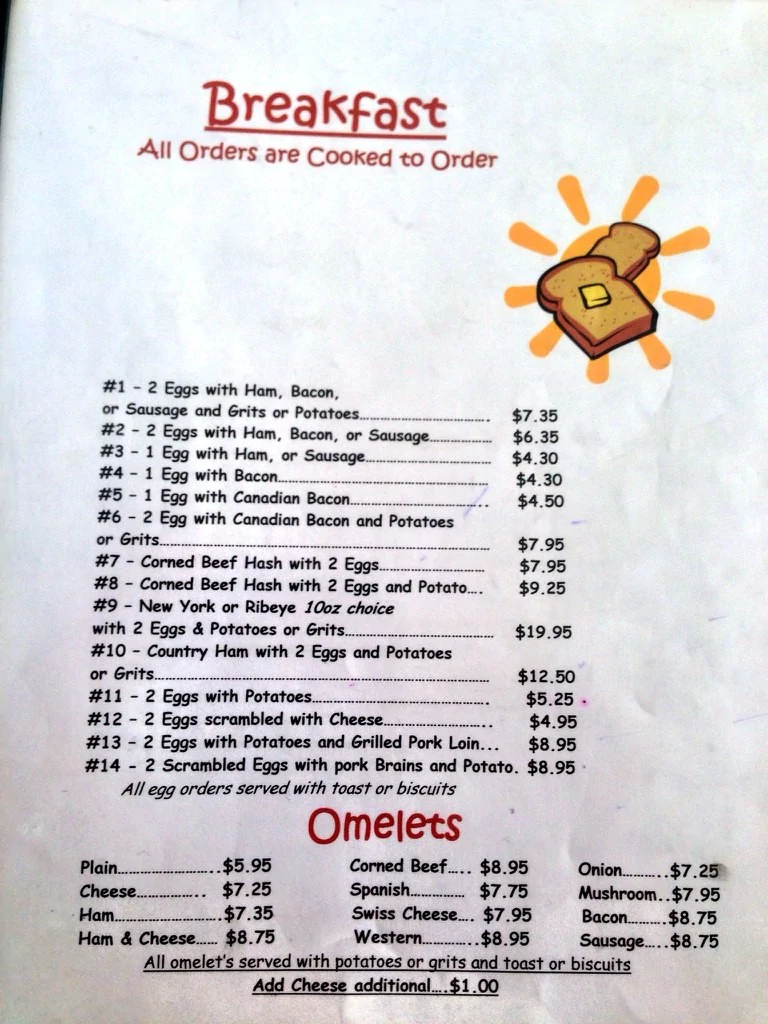 Breakfast
All Orders are Cooked to Order
#1 - 2 Eggs with Ham, Bacon,
or Sausage and Grits or Potatoes.......................................... $7.35
#2 - 2 Eggs with Ham, Bacon, or Sausage.................... $6.35
#3 - 1 Egg with Ham, or Sausage........................................ $4.30
#4 - 1 Egg with Bacon.................................................................. $4.30
#5 - 1 Egg with Canadian Bacon........................................... $4.50
#6 - 2 Egg with Canadian Bacon and Potatoes
or Grits.................................................................................................... $7.95
#7 - Corned Beef Hash with 2 Eggs................................. $7.95
#8 - Corned Beef Hash with 2 Eggs and Potato.... $9.25
#9 - New York or Ribeye 10oz choice
with 2 Eggs & Potatoes or Grits.............................................. $19.95
#10 - Country Ham with 2 Eggs and Potatoes
or Grits.................................................................................................... $12.50
#11 - 2 Eggs with Potatoes...................................................... $5.25
#12 - 2 Eggs scrambled with Cheese................................. $4.95
#13 - 2 Eggs with Potatoes and Grilled Pork Loin... $8.95
#14 - 2 Scrambled Eggs with pork Brains and Potato. $8.95
All egg orders served with toast or biscuits
Omelets
Plain..............................$5.95 Corned Beef..... $8.95 Onion...........$7.25
Cheese.................... $7.25 Spanish................ $7.75 Mushroom..$7.95
Ham...............................$7.35 Swiss Cheese.... $7.95 Bacon...........$8.75
Ham & Cheese...... $8.75 Western...............$8.95 Sausage.....$8.75
All omelet's served with potatoes or grits and toast or biscuits
Add Cheese additional....$1.00